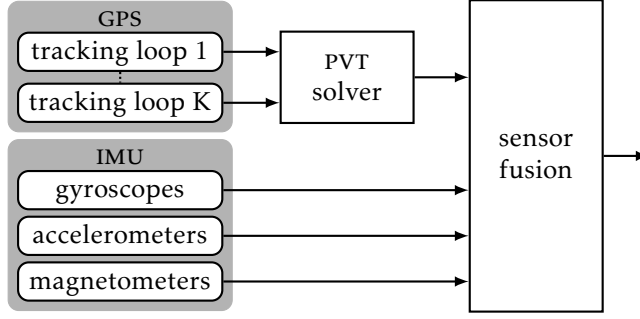 GPS
tracking loop 1
tracking loop K
PVT
solver
IMU
gyroscopes
accelerometers
magnetometers
sensor
fusion